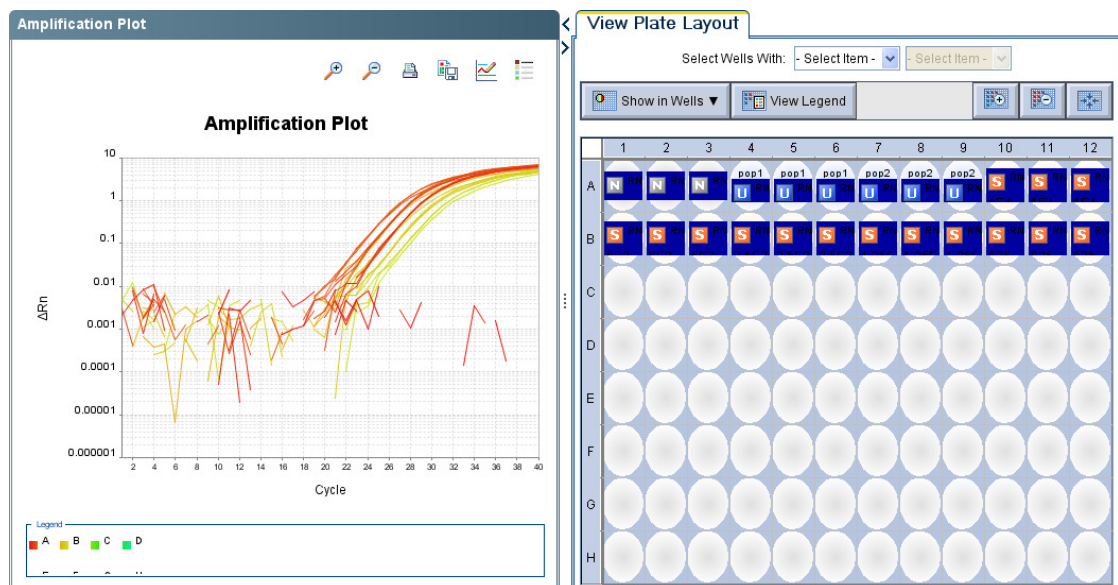 Amplification Plot
Amplification Plot
10
1
0.1
0.01
0.001
0.0001
0.00001
0.000001
ΔRn
2 4 6 8 10 12 14 16 18 20 22 24 26 28 30 32 34 36 38 40
Cycle
Legend
A B C D
View Plate Layout
Select Wells With: - Select Item - - Select Item -
Show in Wells ▼ View Legend
1 2 3 4 5 6 7 8 9 10 11 12
pop1 pop1 pop1 pop2 pop2 pop2
A N N N U U U U U U S S S
B S S S S S S S S S S S S
C
D
E
F
G
H